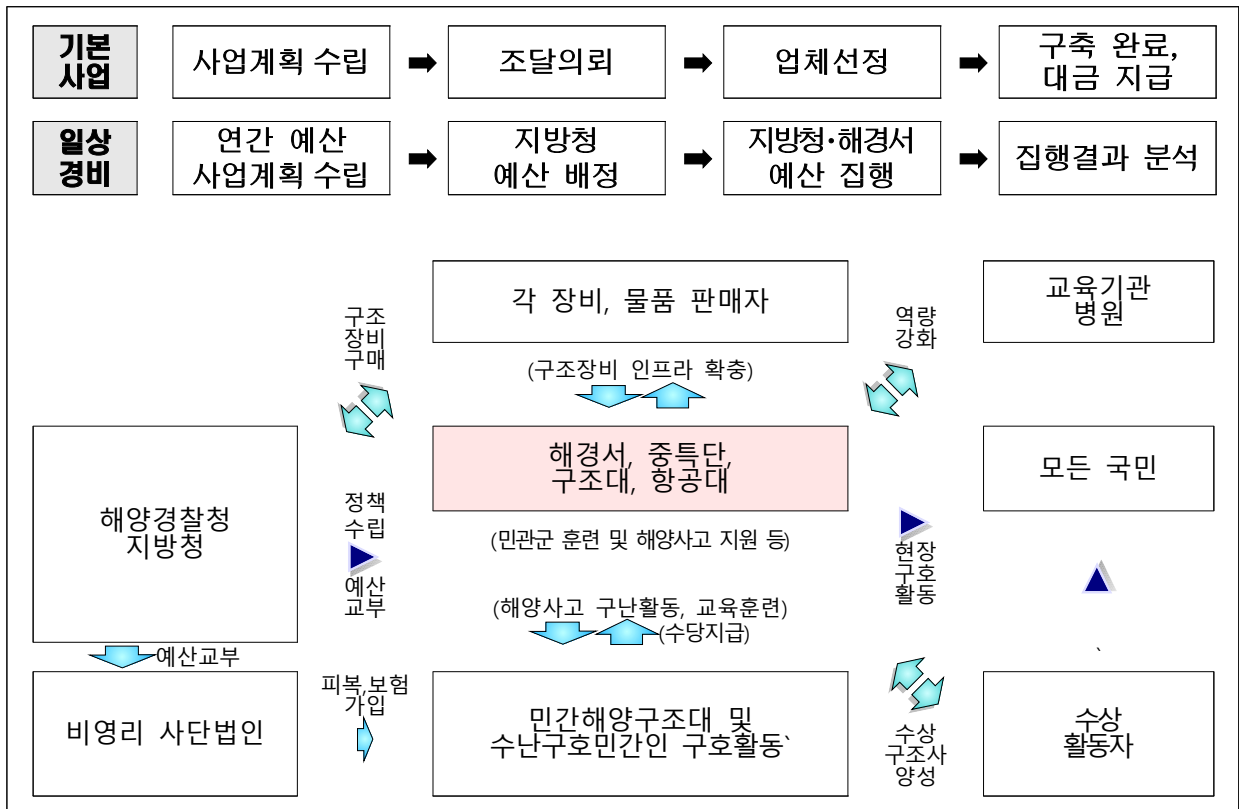 기본
사업
사업계획 수립
조달의뢰
업체선정
구축 완료,
대금 지급
일상
경비
연간 예산
사업계획 수립
지방청
예산 배정
지방청·해경서
예산 집행
집행결과 분석
각 장비, 물품 판매자
교육기관
병원
구조
장비
구매
역량
강화
(구조장비 인프라 확충)
해양경찰청
지방청
해경서, 중특단,
구조대, 항공대
모든 국민
정책
수립
예산
교부
(민관군 훈련 및 해양사고 지원 등)
현장
구호
활동
(해양사고 구난활동, 교육훈련)
(수당지급)
예산교부
`
비영리 사단법인
피복,보험
가입
민간해양구조대 및
수난구호민간인 구호활동`
수상
구조사
양성
수상
활동자